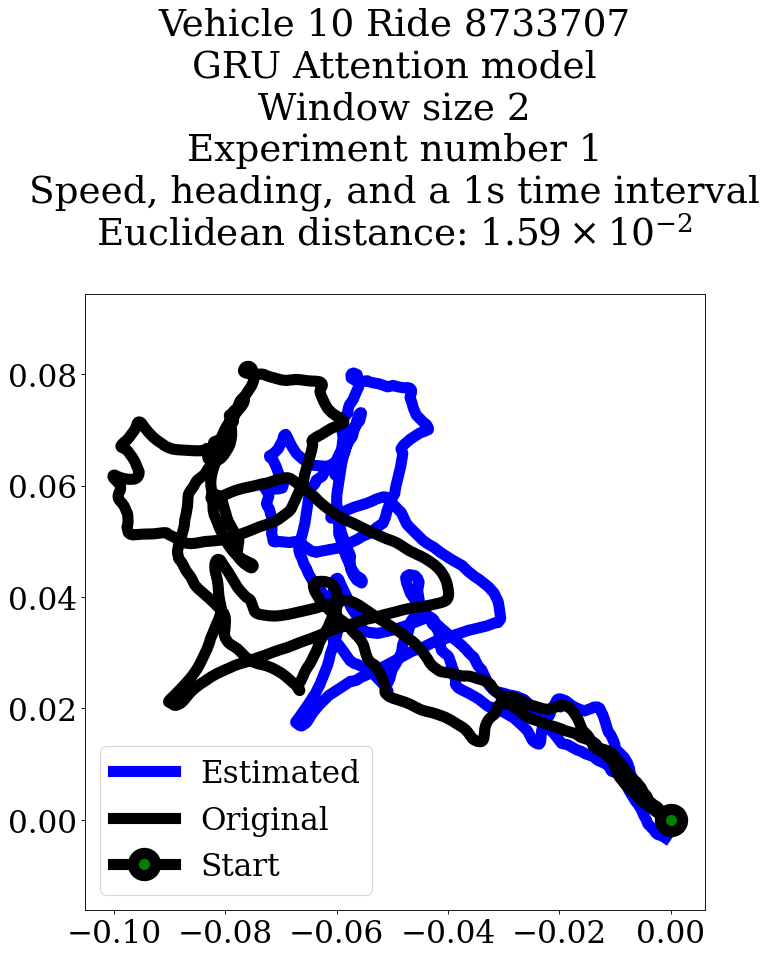 Vehicle 10 Ride 8733707
GRU Attention model
Window size 2
Experiment number 1
Speed, heading, and a 1s time interval
Euclidean distance: 1.59 × 10⁻²
0.08
0.06
0.04
0.02
0.00
Estimated
Original
Start
−0.10 −0.08 −0.06 −0.04 −0.02 0.00